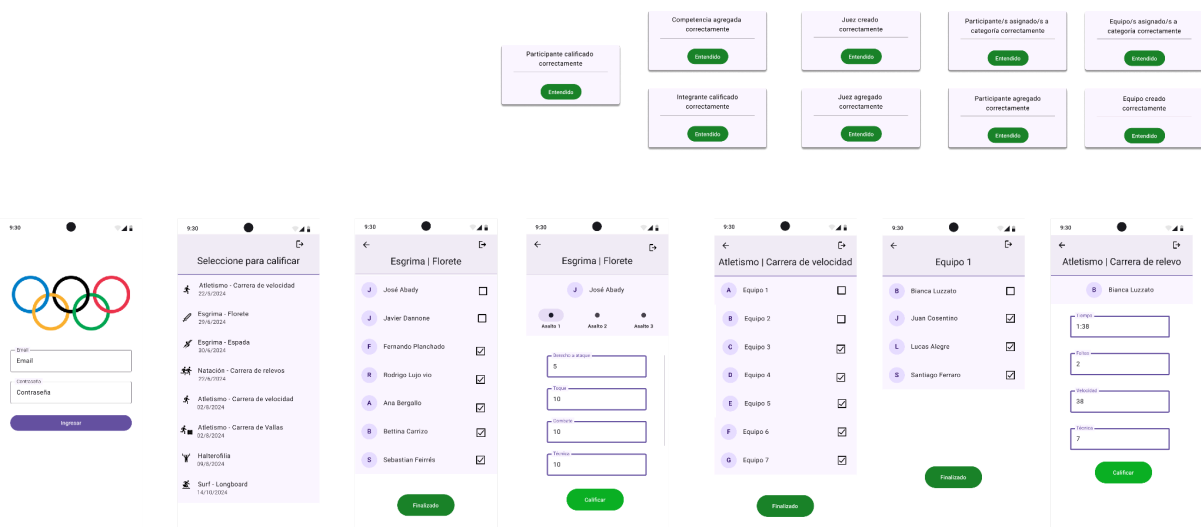 Participante calificado
correctamente
Entendido
Competencia agregada
correctamente
Entendido
Juez creado
correctamente
Entendido
Participante/s asignado/s a
categoría correctamente
Entendido
Equipo/s asignado/s a
categoría correctamente
Entendido
Integrante calificado
correctamente
Entendido
Juez agregado
correctamente
Entendido
Participante agregado
correctamente
Entendido
Equipo creado
correctamente
Entendido
9:30
Email
Email
Contraseña
Contraseña
Ingresar
9:30
Seleccione para calificar
Atletismo - Carrera de velocidad
22/5/2024
Esgrima - Florete
29/6/2024
Esgrima - Espada
30/6/2024
Natación - Carrera de relevos
22/6/2024
Atletismo - Carrera de velocidad
02/8/2024
Atletismo - Carrera de Vallas
02/8/2024
Halterofilia
09/8/2024
Surf - Longboard
14/10/2024
9:30
Esgrima | Florete
J José Abady
J Javier Dannone
F Fernando Planchado
R Rodrigo Lujo vio
A Ana Bergallo
B Bettina Carrizo
S Sebastian Feirrés
Finalizado
9:30
Esgrima | Florete
J José Abady
Asalto 1 Asalto 2 Asalto 3
Derecho a ataque
5
Toque
10
Combate
10
Técnica
10
Calificar
9:30
Atletismo | Carrera de velocidad
A Equipo 1
B Equipo 2
C Equipo 3
D Equipo 4
E Equipo 5
F Equipo 6
G Equipo 7
Finalizado
9:30
Equipo 1
B Bianca Luzzato
J Juan Cosentino
L Lucas Alegre
S Santiago Ferraro
Finalizado
9:30
Atletismo | Carrera de relevo
B Bianca Luzzato
Tiempo
1:38
Fallos
2
Velocidad
38
Técnica
7
Calificar